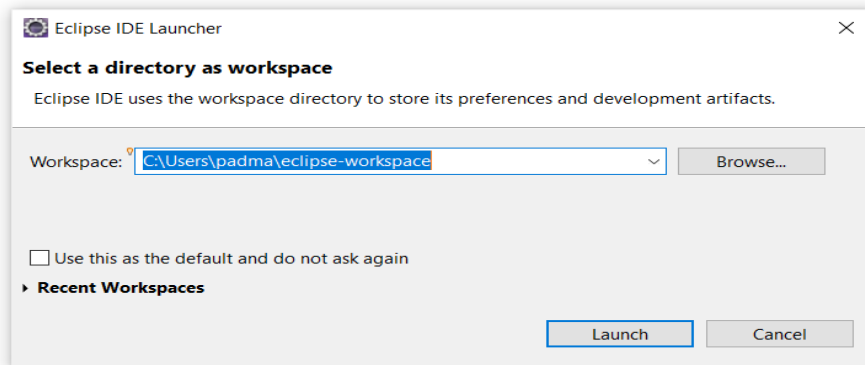 Eclipse IDE Launcher
Select a directory as workspace
Eclipse IDE uses the workspace directory to store its preferences and development artifacts.
Workspace: C:\Users\padma\eclipse-workspace Browse...
Use this as the default and do not ask again
Recent Workspaces
Launch Cancel